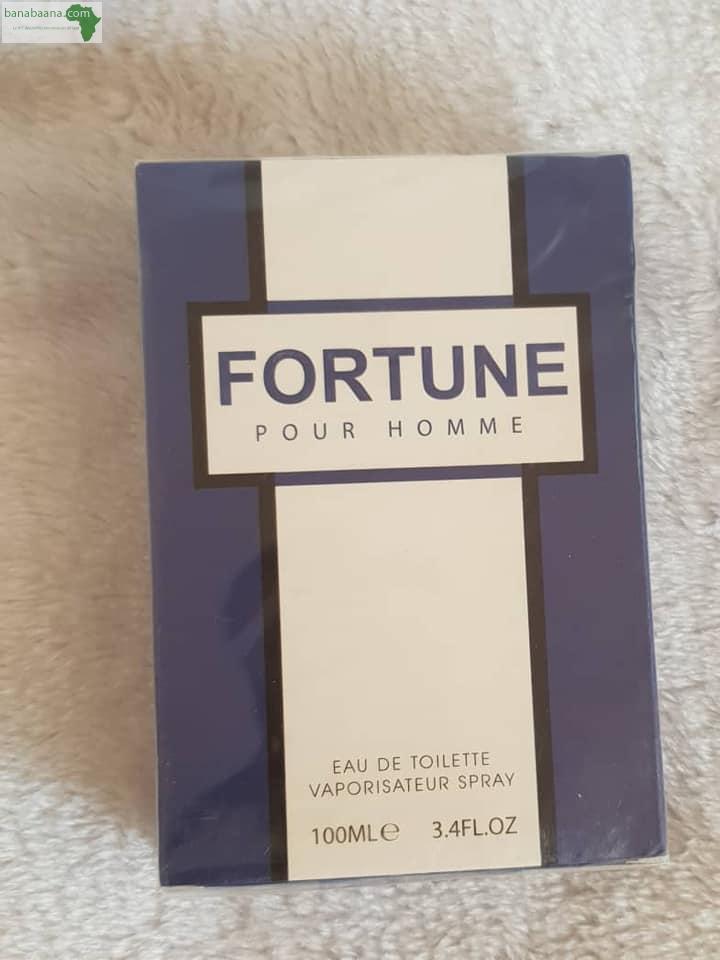 banabaana.com
FORTUNE
POUR HOMME
EAU DE TOILETTE
VAPORISATEUR SPRAY
100ML℮ 3.4FL.OZ